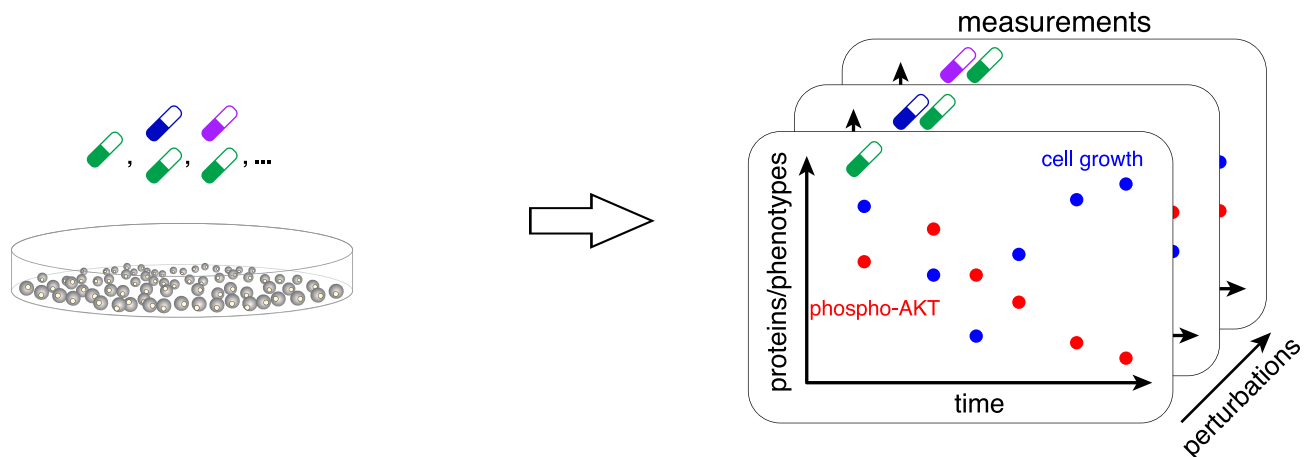 , , , ...
measurements
proteins/phenotypes
cell growth
phospho-AKT
time
perturbations